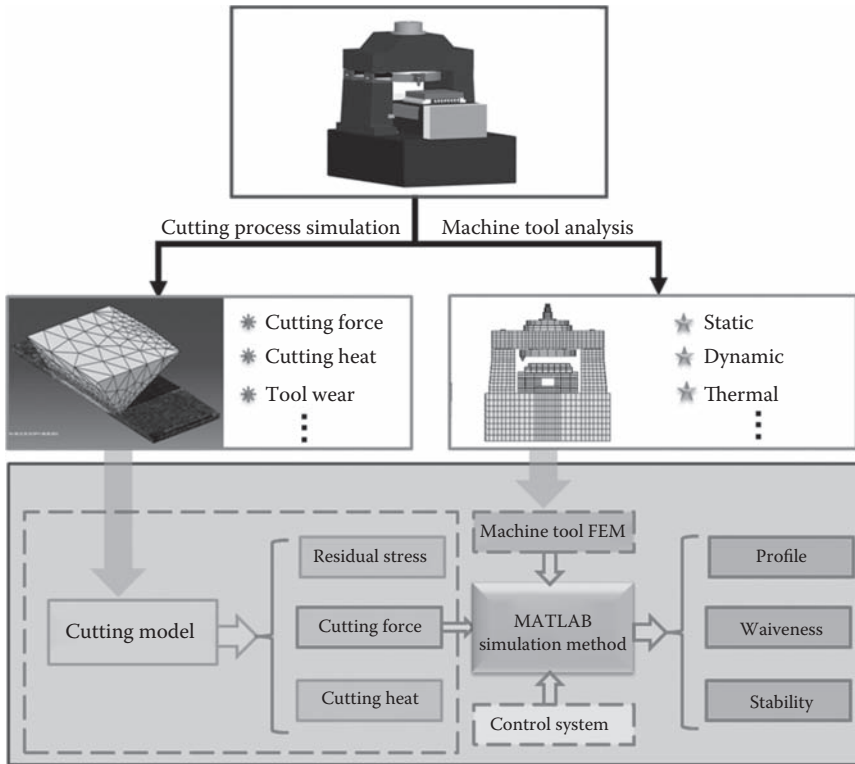 Cutting process simulation
Machine tool analysis
Cutting force
Cutting heat
Tool wear
Static
Dynamic
Thermal
Machine tool FEM
Residual stress
Profile
Cutting model
Cutting force
MATLAB
simulation method
Waiveness
Cutting heat
Stability
Control system